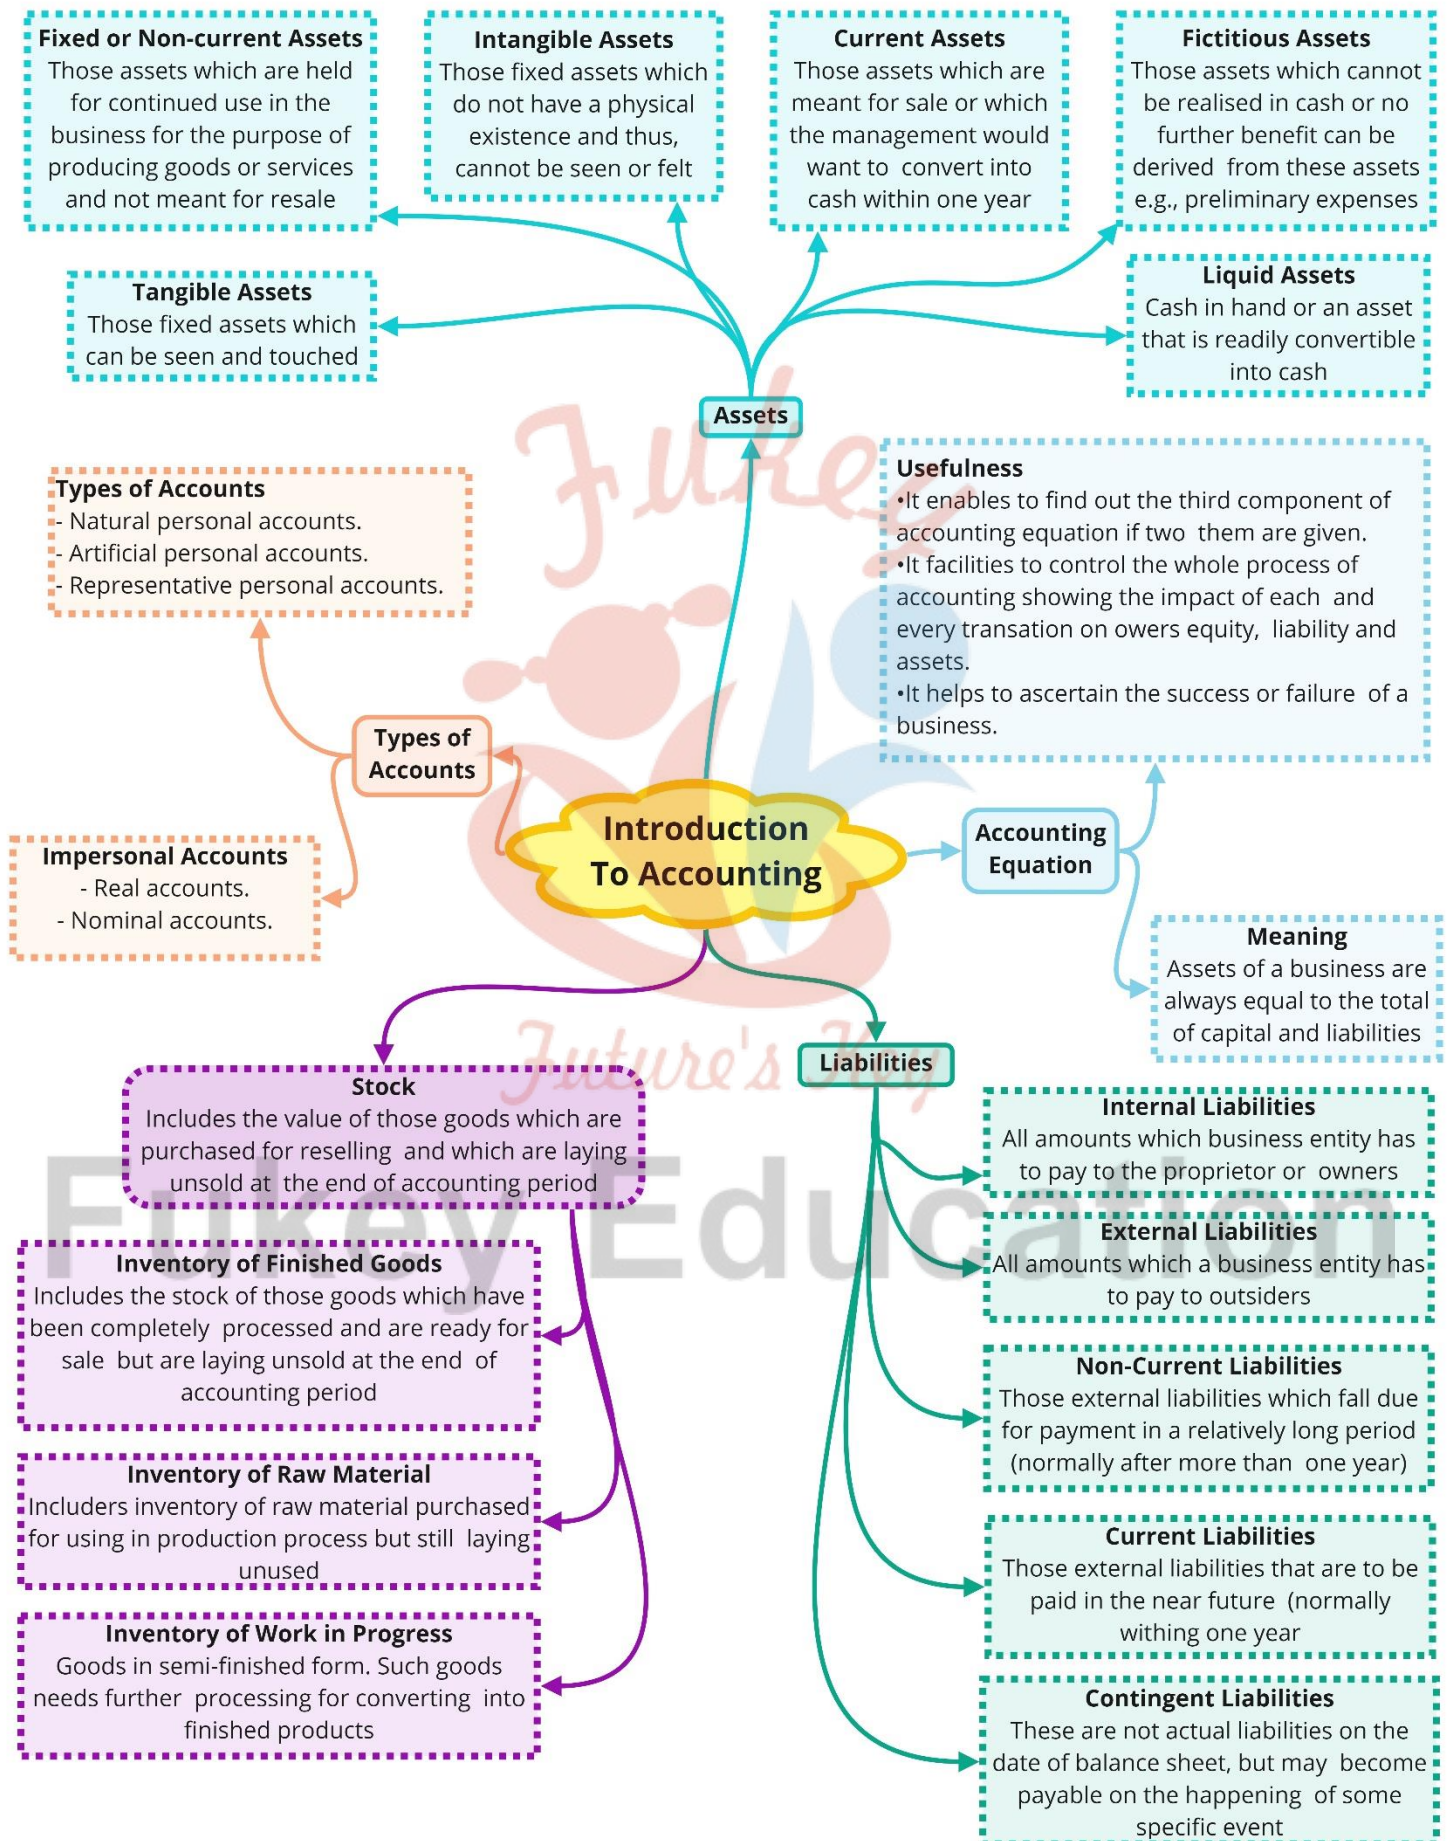 Fixed or Non-current Assets
Those assets which are held
for continued use in the
business for the purpose of
producing goods or services
and not meant for resale
Intangible Assets
Those fixed assets which
do not have a physical
existence and thus,
cannot be seen or felt
Current Assets
Those assets which are
meant for sale or which
the management would
want to convert into
cash within one year
Fictitious Assets
Those assets which cannot
be realised in cash or no
further benefit can be
derived from these assets
e.g., preliminary expenses
Tangible Assets
Those fixed assets which
can be seen and touched
Liquid Assets
Cash in hand or an asset
that is readily convertible
into cash
Assets
Fukey
Types of Accounts
- Natural personal accounts.
- Artificial personal accounts.
- Representative personal accounts.
Usefulness
•It enables to find out the third component of
accounting equation if two them are given.
•It facilities to control the whole process of
accounting showing the impact of each and
every transation on owers equity, liability and
assets.
•It helps to ascertain the success or failure of a
business.
Types of
Accounts
Introduction
To Accounting
Accounting
Equation
Impersonal Accounts
- Real accounts.
- Nominal accounts.
Meaning
Assets of a business are
always equal to the total
of capital and liabilities
Future's Key
Stock
Includes the value of those goods which are
purchased for reselling and which are laying
unsold at the end of accounting period
Liabilities
Internal Liabilities
All amounts which business entity has
to pay to the proprietor or owners
Fukey Education
External Liabilities
All amounts which a business entity has
to pay to outsiders
Inventory of Finished Goods
Includes the stock of those goods which have
been completely processed and are ready for
sale but are laying unsold at the end of
accounting period
Non-Current Liabilities
Those external liabilities which fall due
for payment in a relatively long period
(normally after more than one year)
Inventory of Raw Material
Includers inventory of raw material purchased
for using in production process but still laying
unused
Current Liabilities
Those external liabilities that are to be
paid in the near future (normally
withing one year
Inventory of Work in Progress
Goods in semi-finished form. Such goods
needs further processing for converting into
finished products
Contingent Liabilities
These are not actual liabilities on the
date of balance sheet, but may become
payable on the happening of some
specific event